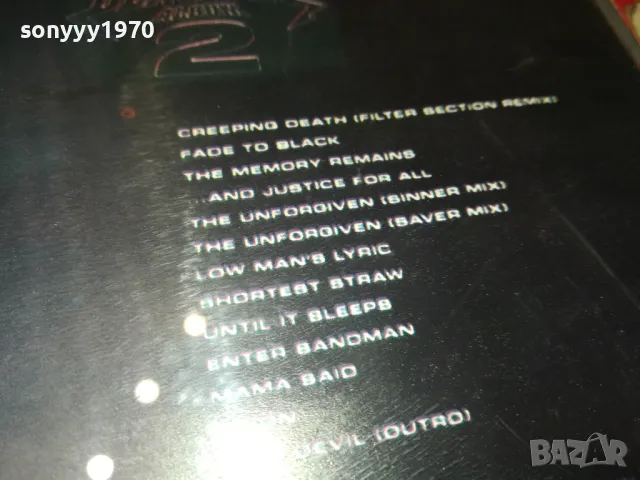 sonyyy1970
2
CREEPING DEATH (FILTER SECTION REMIX)
FADE TO BLACK
THE MEMORY REMAINS
...AND JUSTICE FOR ALL
THE UNFORGIVEN (SINNER MIX)
THE UNFORGIVEN (SAVER MIX)
LOW MAN'S LYRIC
SHORTEST STRAW
UNTIL IT SLEEPS
ENTER SANDMAN
MAMA SAID
DEVIL (OUTRO)
BAZAR
bg